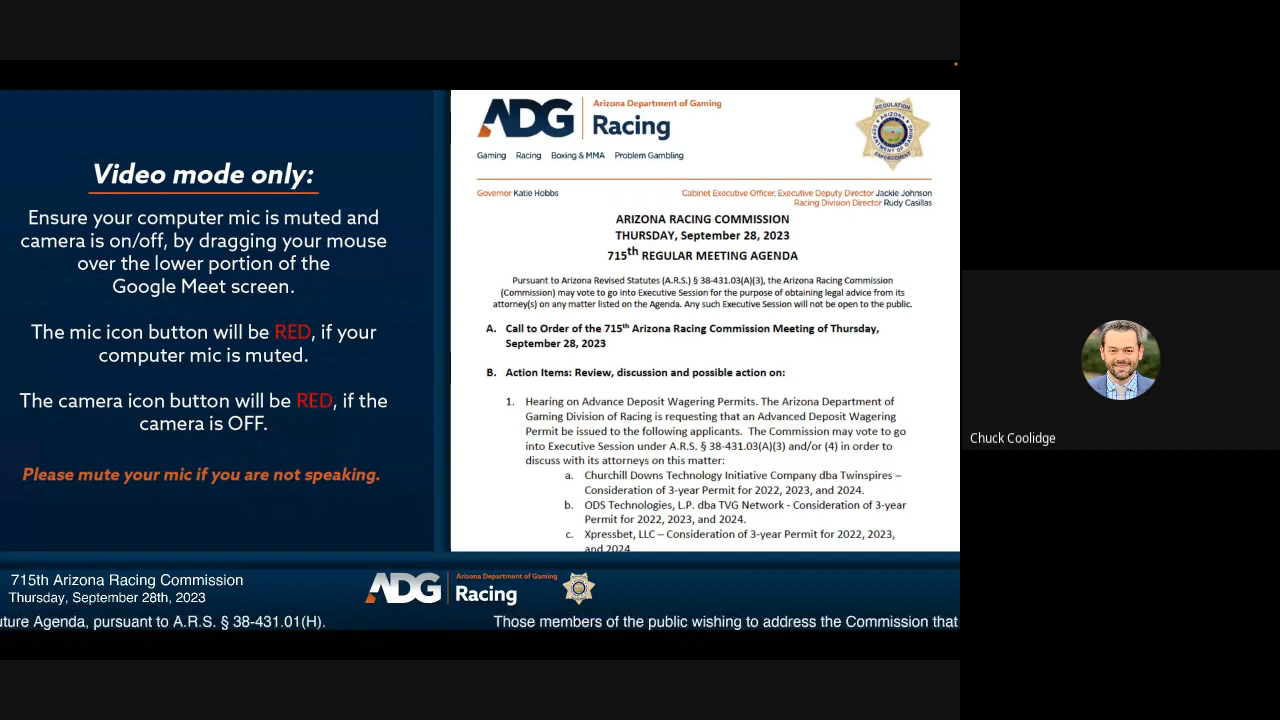 Video mode only:
Ensure your computer mic is muted and
camera is on/off, by dragging your mouse
over the lower portion of the
Google Meet screen.
The mic icon button will be RED, if your
computer mic is muted.
The camera icon button will be RED, if the
camera is OFF.
Please mute your mic if you are not speaking.
ADG
Arizona Department of Gaming
Racing
Gaming Racing Boxing & MMA Problem Gambling
REGULATION
ARIZONA
DEPARTMENT OF GAMING
ENFORCEMENT
Governor Katie Hobbs
Cabinet Executive Officer, Executive Deputy Director Jackie Johnson
Racing Division Director Rudy Casillas
ARIZONA RACING COMMISSION
THURSDAY, September 28, 2023
715th REGULAR MEETING AGENDA
Pursuant to Arizona Revised Statutes (A.R.S.) § 38-431.03(A)(3), the Arizona Racing Commission
(Commission) may vote to go into Executive Session for the purpose of obtaining legal advice from its
attorney(s) on any matter listed on the Agenda. Any such Executive Session will not be open to the public.
A. Call to Order of the 715th Arizona Racing Commission Meeting of Thursday,
September 28, 2023
B. Action Items: Review, discussion and possible action on:
1. Hearing on Advance Deposit Wagering Permits. The Arizona Department of
Gaming Division of Racing is requesting that an Advanced Deposit Wagering
Permit be issued to the following applicants. The Commission may vote to go
into Executive Session under A.R.S. § 38-431.03(A)(3) and/or (4) in order to
discuss with its attorneys on this matter:
a. Churchill Downs Technology Initiative Company dba Twinspires –
Consideration of 3-year Permit for 2022, 2023, and 2024.
b. ODS Technologies, L.P. dba TVG Network - Consideration of 3-year
Permit for 2022, 2023, and 2024.
c. Xpressbet, LLC – Consideration of 3-year Permit for 2022, 2023,
and 2024
Chuck Coolidge
715th Arizona Racing Commission
Thursday, September 28th, 2023
ADG
Arizona Department of Gaming
Racing
uture Agenda, pursuant to A.R.S. § 38-431.01(H). Those members of the public wishing to address the Commission that